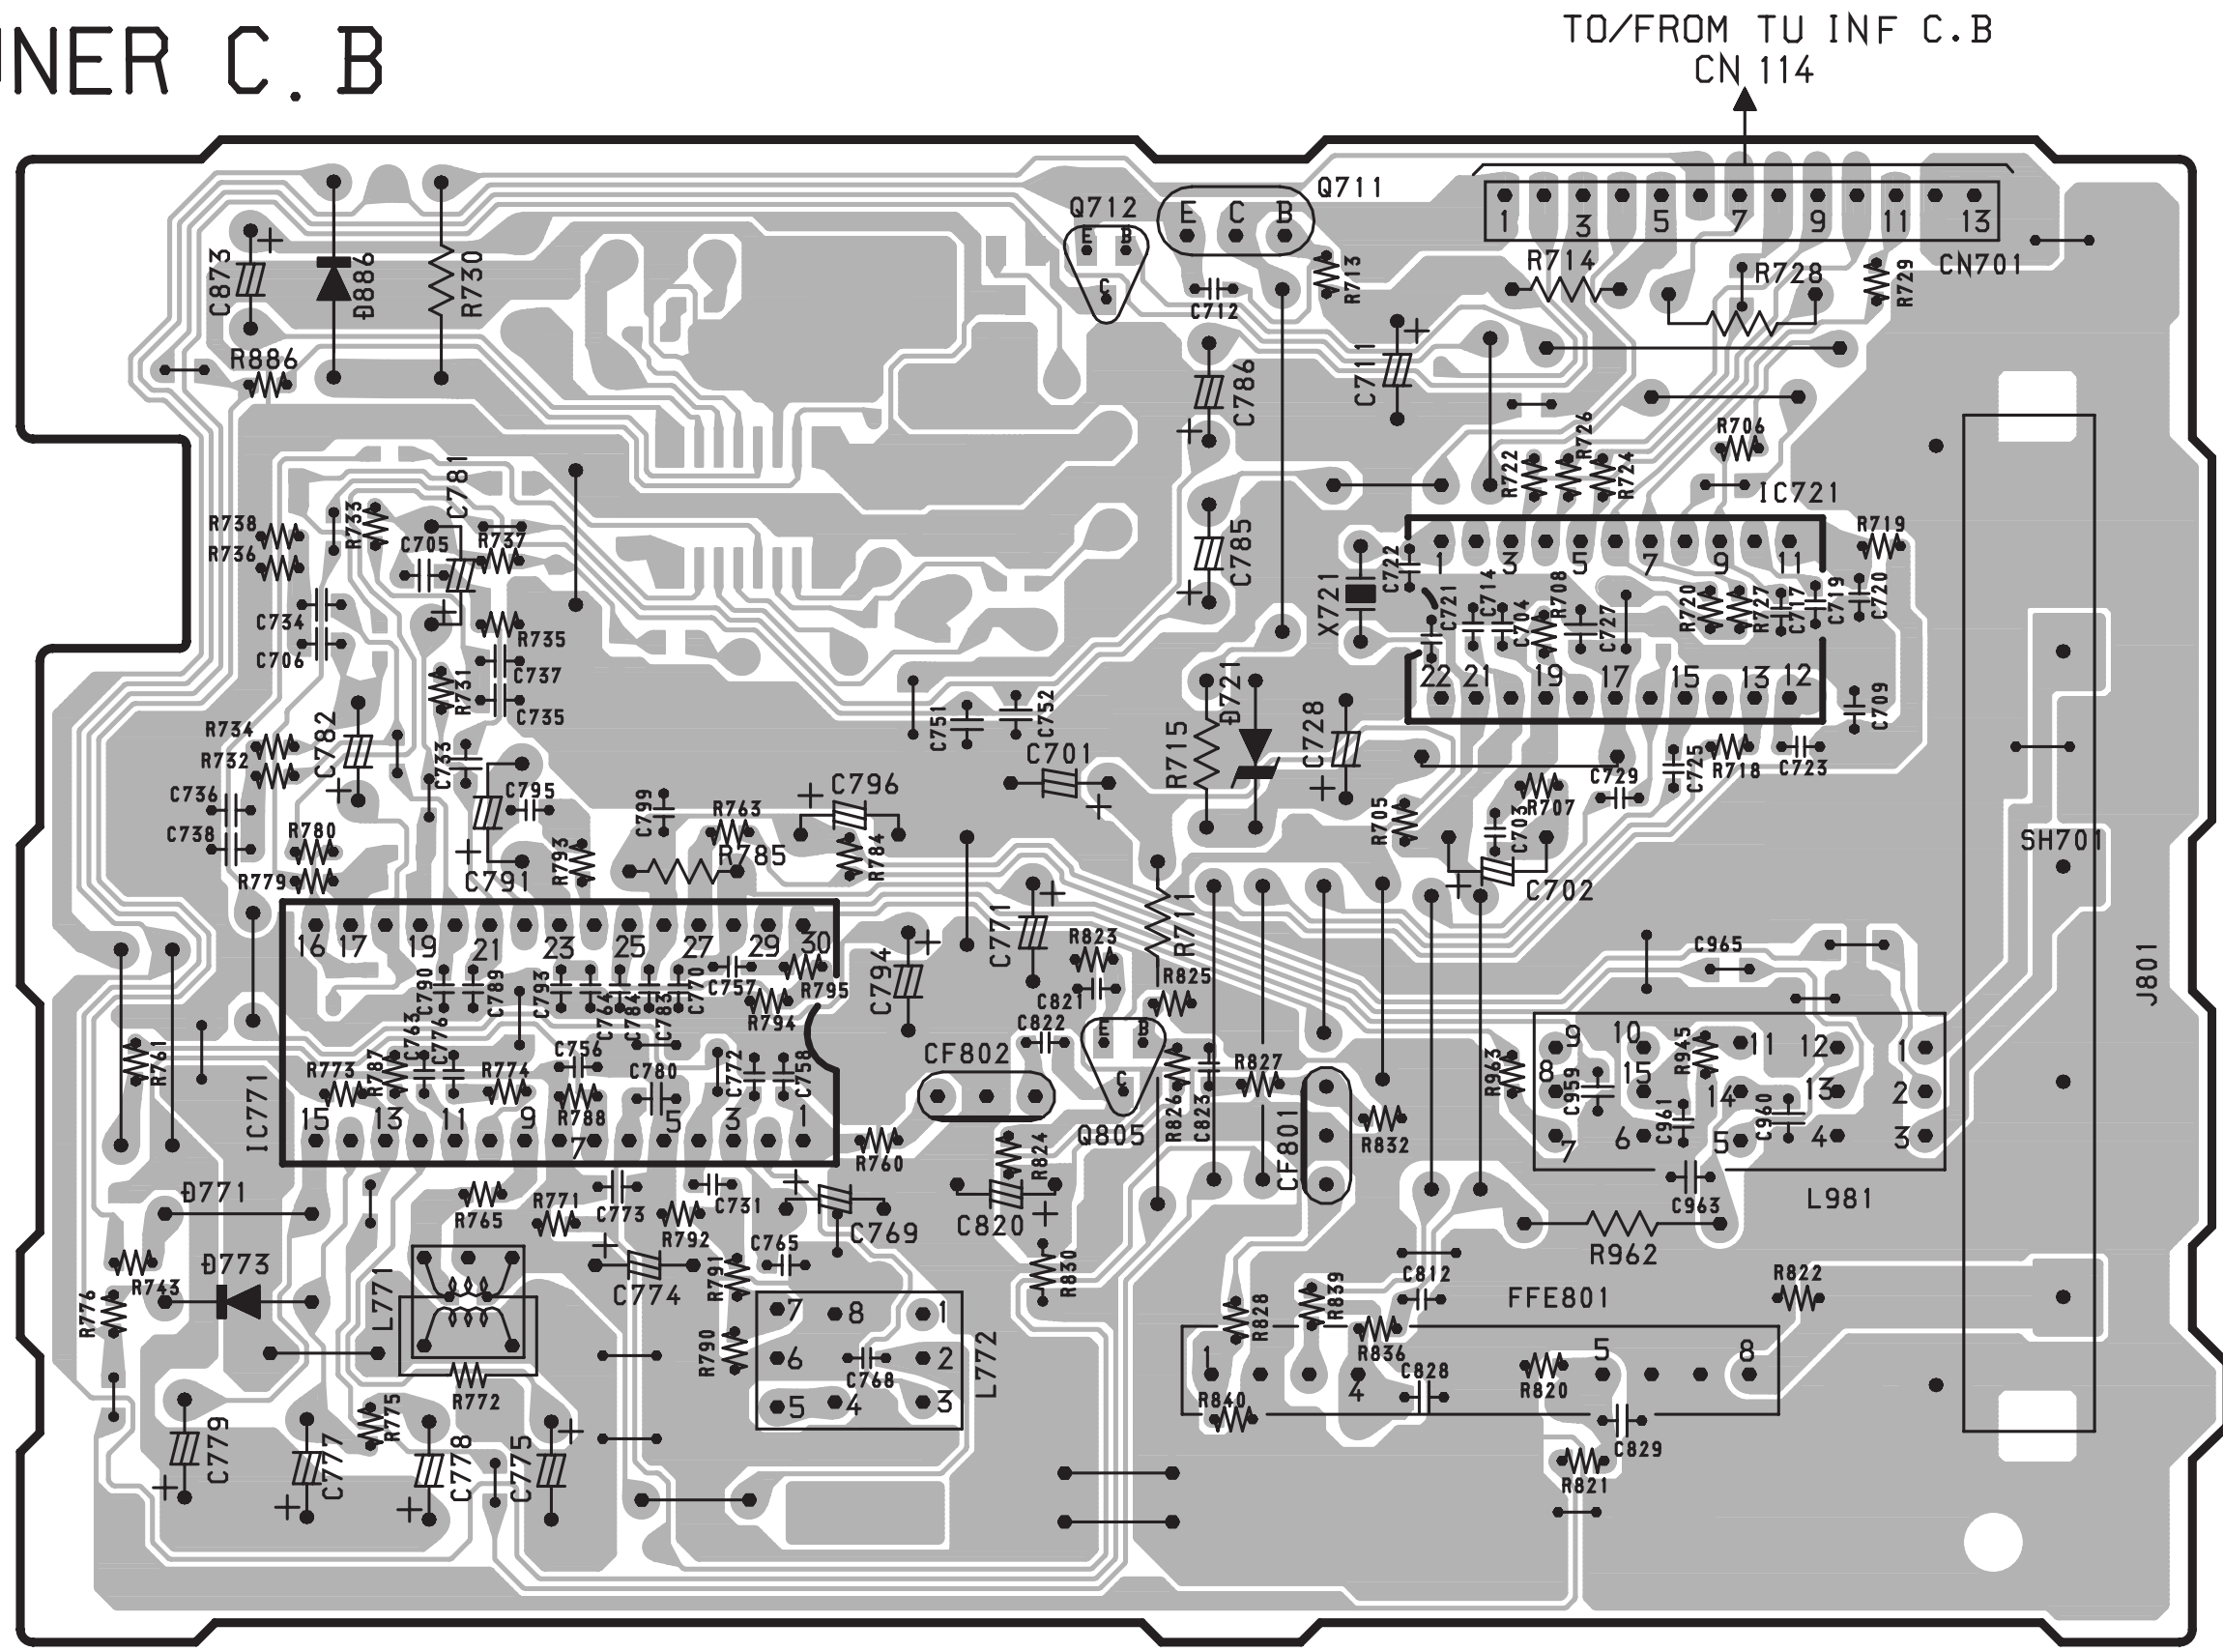 UNER C.B
TO/FROM TU INF C.B
CN 114
Q712
E B
C
E C B
Q711
1 3 5 7 9 11 13
CN701
C873
D886
R730
R886
C712
R713
R714
R728
R729
C711
C786
R706
R722
R726
R724
IC721
R738
R736
R733
C781
C705
R737
C785
X721
C722
1 3 5 7 9 11
R719
C734
C706
R735
C737
C735
R731
C721
C714
C704
R708
C727
R720
R727
C717
C719
C720
22 21 19 17 15 13 12
C709
R734
R732
C782
C733
C751
C752
C701
R715
D721
C728
R718
C723
C725
C729
R707
C736
C738
C795
C799
R763
C796
R705
C703
SH701
R780
R779
C791
R793
R785
R784
C702
16 17 19 21 23 25 27 29 30
C771
R711
R823
R825
C821
C965
J801
C790
C789
C793
C764
C784
C783
C770
C757
R795
R794
C794
C822
E B
C
R761
C763
C776
R773
R787
R774
C756
R788
C780
C772
C758
CF802
R826
C823
R827
CF801
R832
R963
9 10 11 12 1
8 15 14 13 2
7 6 5 4 3
R945
C959
C961
C960
IC771
15 13 11 9 7 5 3 1
Q805
R760
R824
C963
L981
D771
R765
R771
C773
R792
C731
C769
C820
R962
D773
R743
R776
L771
C774
R791
C765
R830
C812
FFE801
R822
R828
R839
R836
R790
7 8 1
6 2
5 4 3
C768
L772
1 4 5 8
C828
R820
R840
R772
R775
C779
C777
C778
C775
C829
R821